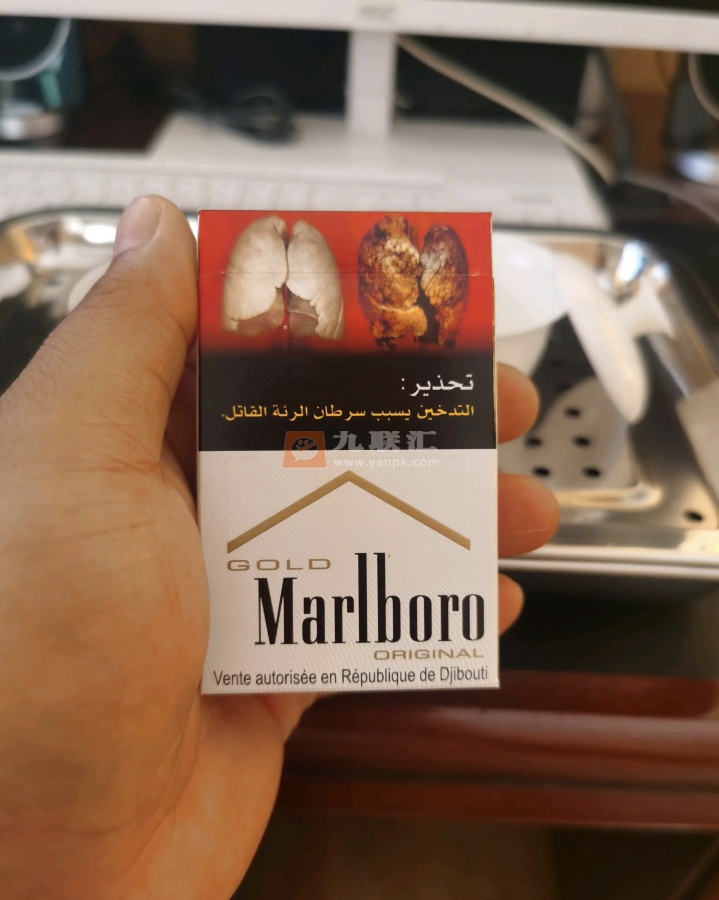 تحذير:
التدخين يسبب سرطان الرئة القاتل.
九联汇
www.yanpk.com
GOLD
Marlboro
ORIGINAL
Vente autorisée en République de Djibouti